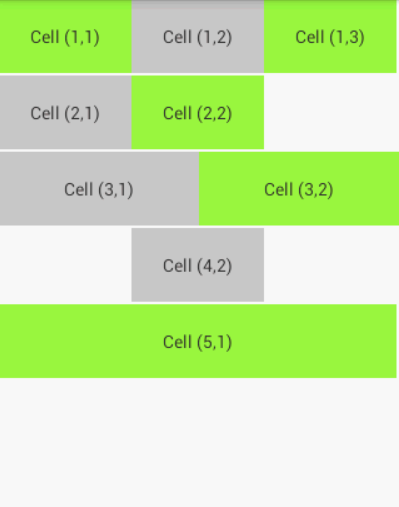 Cell (1,1) Cell (1,2) Cell (1,3)
Cell (2,1) Cell (2,2)
Cell (3,1) Cell (3,2)
Cell (4,2)
Cell (5,1)